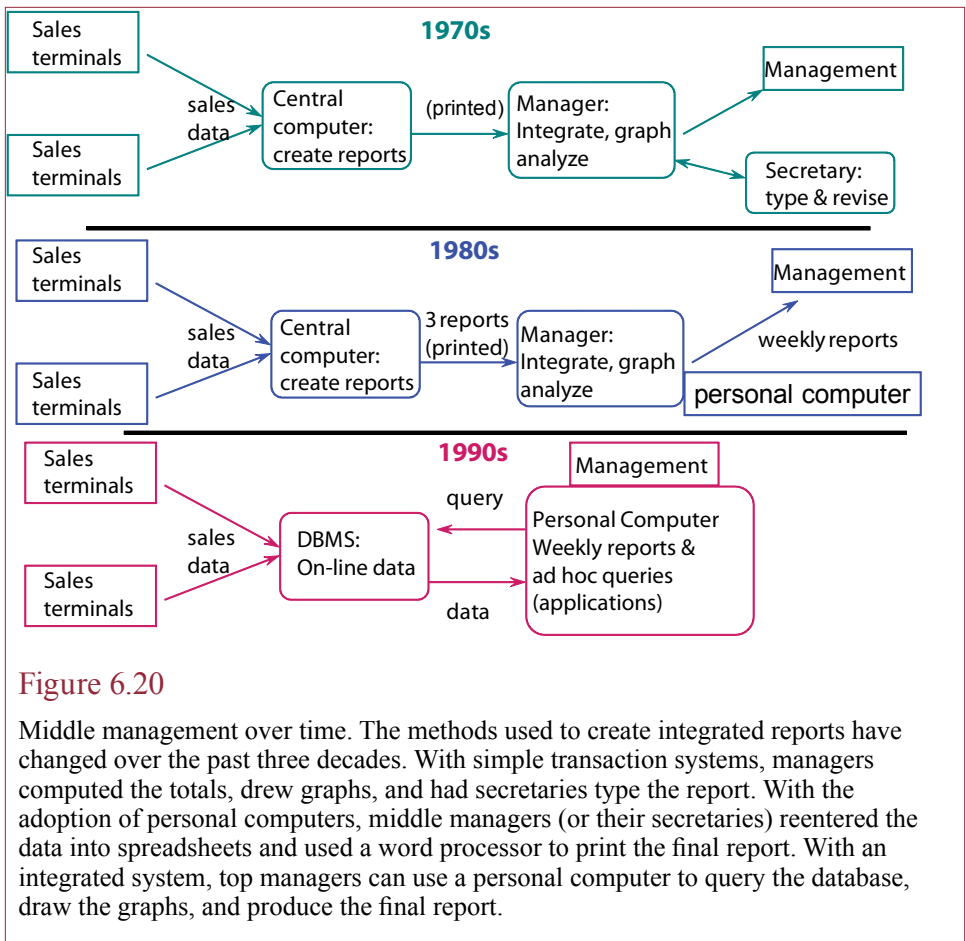 1970s
Sales
terminals
Sales
terminals
sales
data
Central
computer:
create reports
(printed)
Manager:
Integrate, graph
analyze
Management
Secretary:
type & revise
1980s
Sales
terminals
Sales
terminals
sales
data
Central
computer:
create reports
3 reports
(printed)
Manager:
Integrate, graph
analyze
Management
weekly reports
personal computer
1990s
Sales
terminals
Sales
terminals
sales
data
DBMS:
On-line data
query
data
Management
Personal Computer
Weekly reports &
ad hoc queries
(applications)
Figure 6.20
Middle management over time. The methods used to create integrated reports have
changed over the past three decades. With simple transaction systems, managers
computed the totals, drew graphs, and had secretaries type the report. With the
adoption of personal computers, middle managers (or their secretaries) reentered the
data into spreadsheets and used a word processor to print the final report. With an
integrated system, top managers can use a personal computer to query the database,
draw the graphs, and produce the final report.